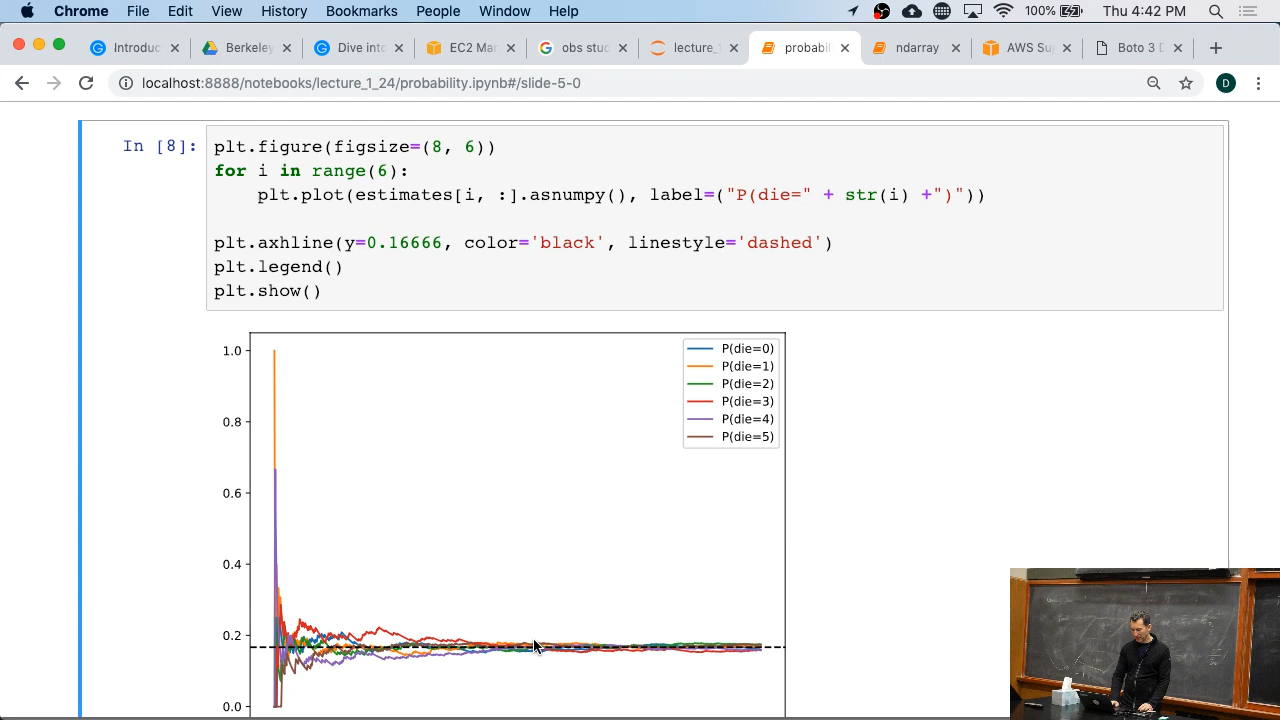 Chrome File Edit View History Bookmarks People Window Help 100% Thu 4:42 PM
Introduc Berkeley Dive into EC2 Man obs stud lecture_ probabil ndarray AWS Su Boto 3 D
localhost:8888/notebooks/lecture_1_24/probability.ipynb#/slide-5-0 D
In [8]:
plt.figure(figsize=(8, 6))
for i in range(6):
    plt.plot(estimates[i, :].asnumpy(), label=("P(die=" + str(i) +")"))
plt.axhline(y=0.16666, color='black', linestyle='dashed')
plt.legend()
plt.show()
1.0
0.8
0.6
0.4
0.2
0.0
P(die=0)
P(die=1)
P(die=2)
P(die=3)
P(die=4)
P(die=5)